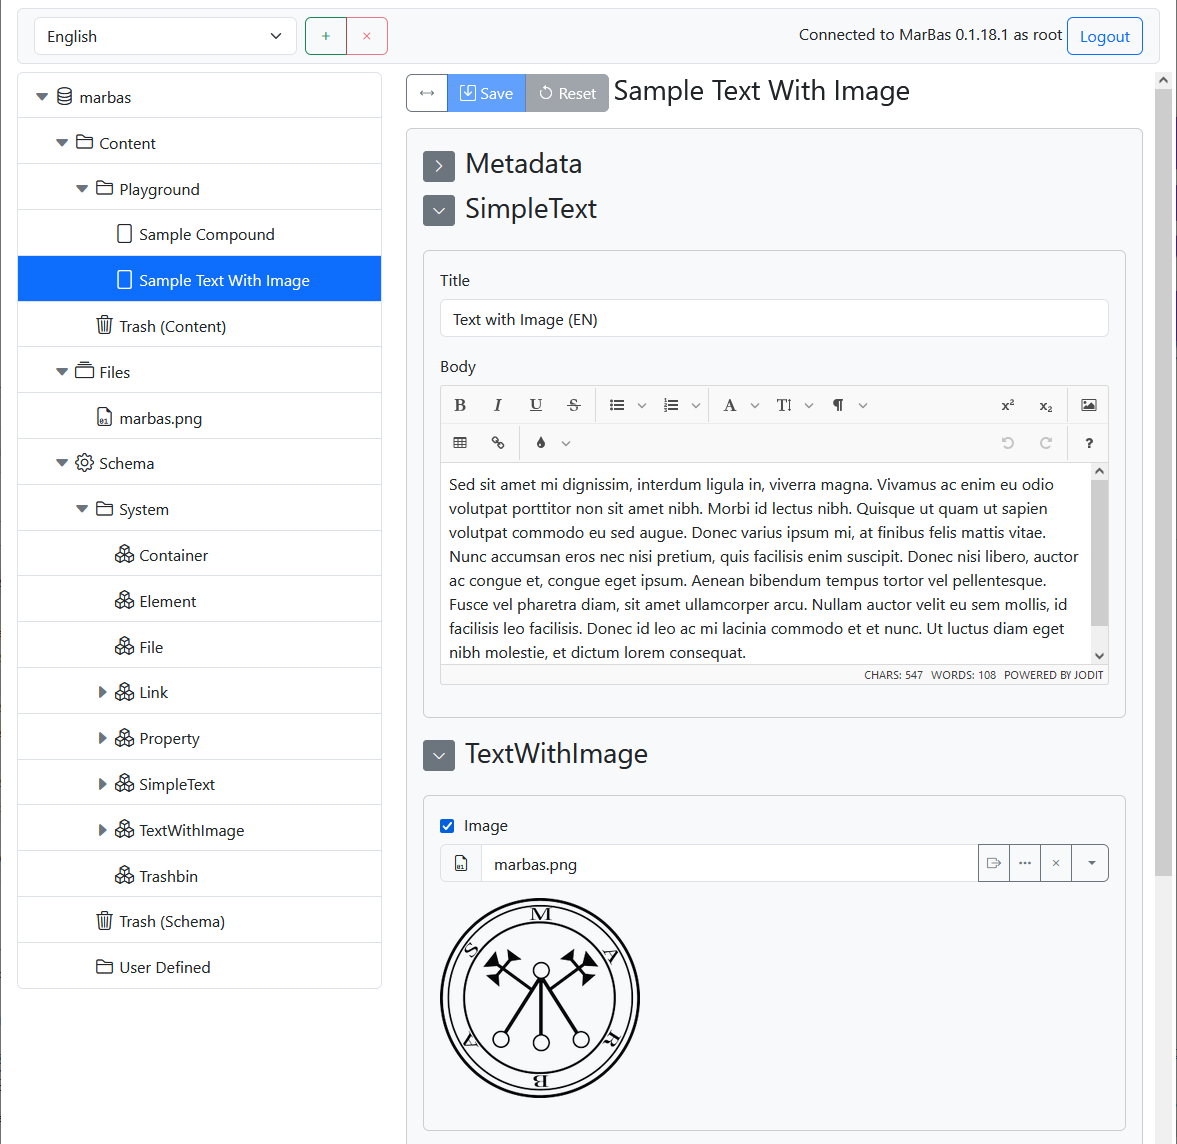 English
+ ×
Connected to MarBas 0.1.18.1 as root
Logout
marbas
Content
Playground
Sample Compound
Sample Text With Image
Trash (Content)
Files
marbas.png
Schema
System
Container
Element
File
Link
Property
SimpleText
TextWithImage
Trashbin
Trash (Schema)
User Defined
Save
Reset
Sample Text With Image
Metadata
SimpleText
Title
Text with Image (EN)
Body
B I U S A T ¶ x² x₂
?
Sed sit amet mi dignissim, interdum ligula in, viverra magna. Vivamus ac enim eu odio
volutpat porttitor non sit amet nibh. Morbi id lectus nibh. Quisque ut quam ut sapien
volutpat commodo eu sed augue. Donec varius ipsum mi, at finibus felis mattis vitae.
Nunc accumsan eros nec nisi pretium, quis facilisis enim suscipit. Donec nisi libero, auctor
ac congue et, congue eget ipsum. Aenean bibendum tempus tortor vel pellentesque.
Fusce vel pharetra diam, sit amet ullamcorper arcu. Nullam auctor velit eu sem mollis, id
facilisis leo facilisis. Donec id leo ac mi lacinia commodo et et nunc. Ut luctus diam eget
nibh molestie, et dictum lorem consequat.
CHARS: 547 WORDS: 108 POWERED BY JODIT
TextWithImage
Image
marbas.png
··· ×
M A R B A S